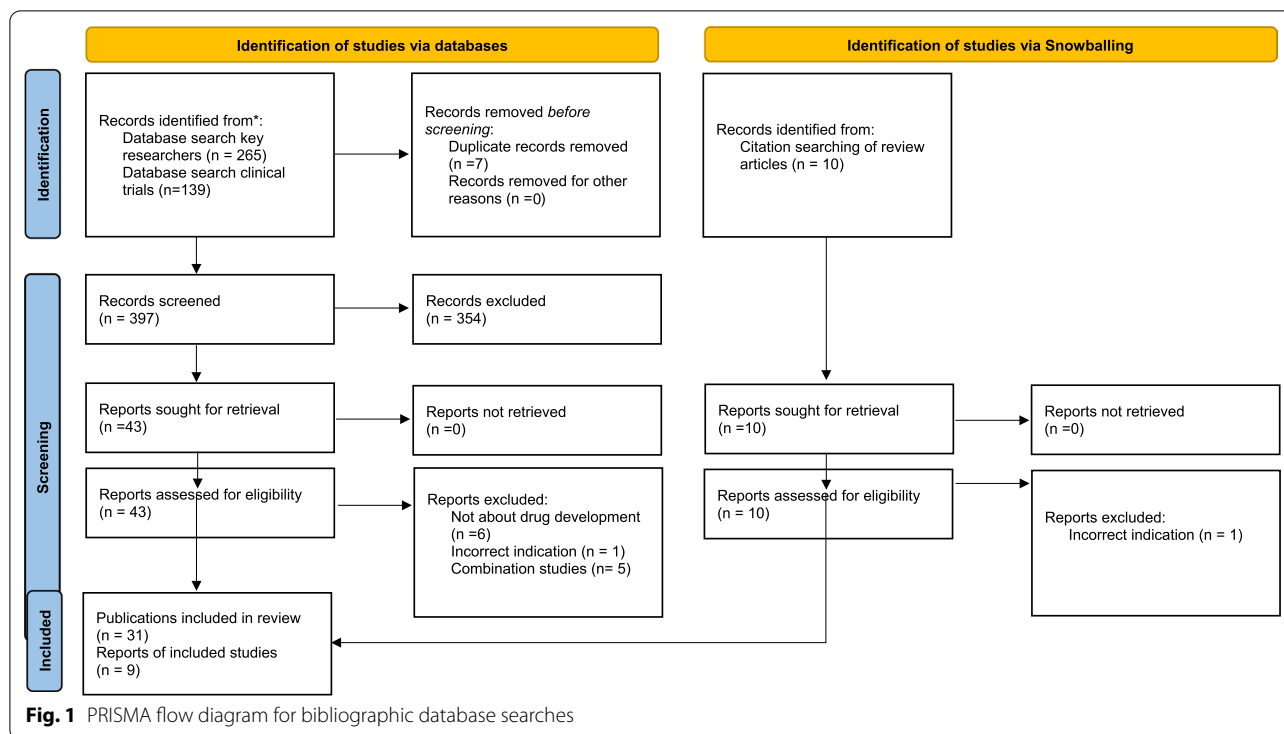 Identification of studies via databases
Identification of studies via Snowballing
Identification
Records identified from*:
Database search key
researchers (n = 265)
Database search clinical
trials (n=139)
Records removed before
screening:
Duplicate records removed
(n =7)
Records removed for other
reasons (n =0)
Records identified from:
Citation searching of review
articles (n = 10)
Screening
Records screened
(n = 397)
Records excluded
(n = 354)
Reports sought for retrieval
(n =43)
Reports not retrieved
(n =0)
Reports sought for retrieval
(n =10)
Reports not retrieved
(n =0)
Reports assessed for eligibility
(n = 43)
Reports excluded:
Not about drug development
(n =6)
Incorrect indication (n = 1)
Combination studies (n= 5)
Reports assessed for eligibility
(n = 10)
Reports excluded:
Incorrect indication (n = 1)
Included
Publications included in review
(n = 31)
Reports of included studies
(n = 9)
Fig. 1 PRISMA flow diagram for bibliographic database searches